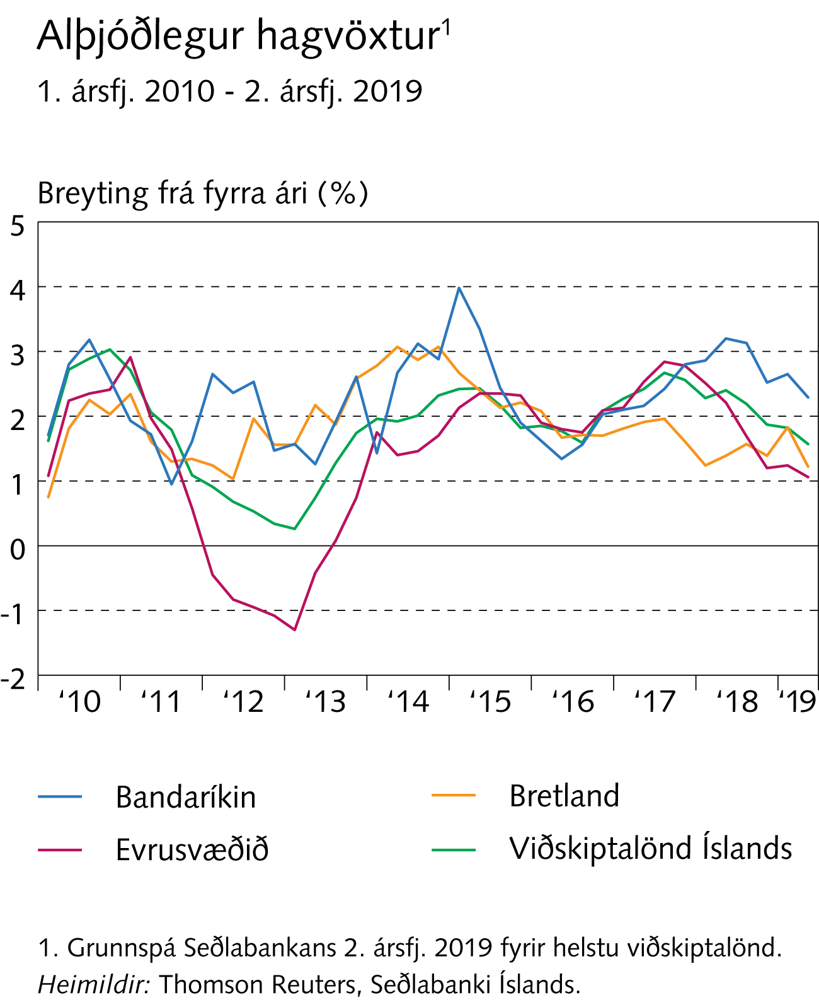 Alþjóðlegur hagvöxtur¹
1. ársfj. 2010 - 2. ársfj. 2019
Breyting frá fyrra ári (%)
5
4
3
2
1
0
-1
-2
‘10 ‘11 ‘12 ‘13 ‘14 ‘15 ‘16 ‘17 ‘18 ‘19
Bandaríkin Bretland
Evrusvæðið Viðskiptalönd Íslands
1. Grunnspá Seðlabankans 2. ársfj. 2019 fyrir helstu viðskiptalönd.
Heimildir: Thomson Reuters, Seðlabanki Íslands.